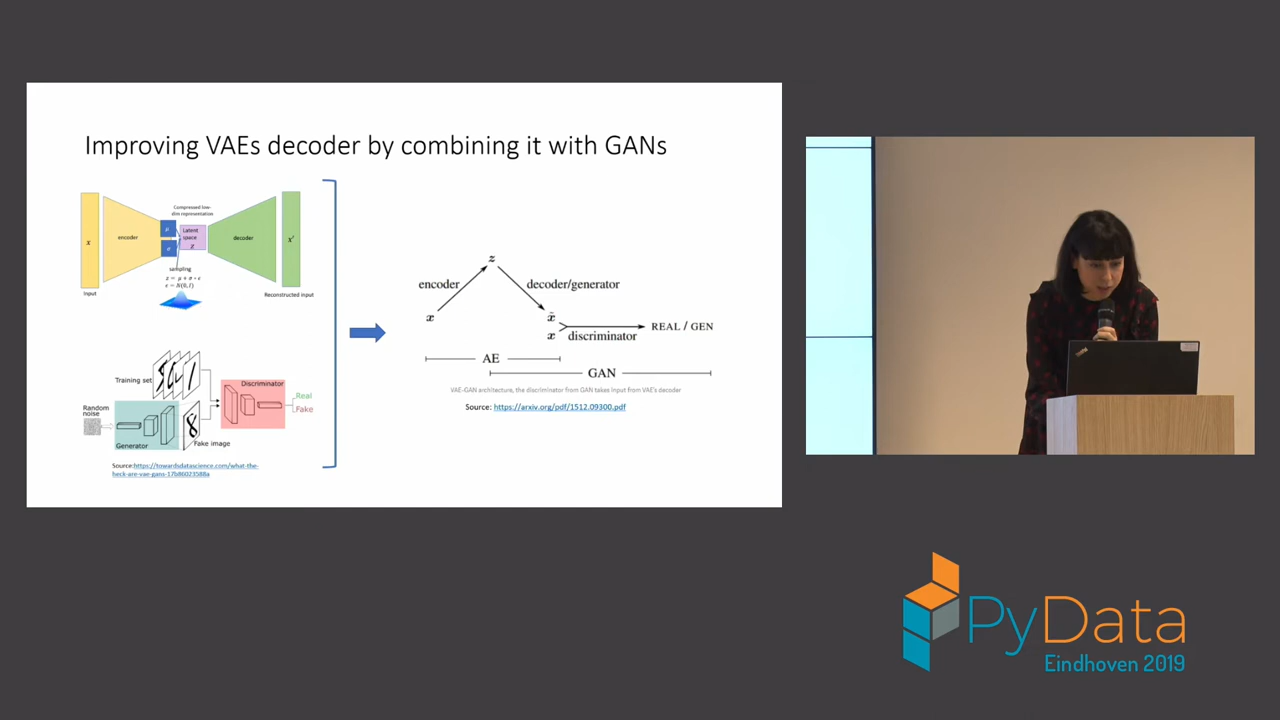 Improving VAEs decoder by combining it with GANs
Compressed low-
dim representation
x
encoder
μ
σ
Latent
space
z
decoder
x'
sampling
z = μ + σ ∘ ε
ε = N(0, I)
Input
Reconstructed input
Training set
Discriminator
Real
Fake
Random
noise
Generator
Fake image
Source:https://towardsdatascience.com/what-the-
heck-are-vae-gans-17b86023588a
z
encoder
decoder/generator
x
x̃
x
discriminator
REAL / GEN
AE
GAN
VAE-GAN architecture, the discriminator from GAN takes input from VAE's decoder
Source: https://arxiv.org/pdf/1512.09300.pdf
PyData
Eindhoven 2019